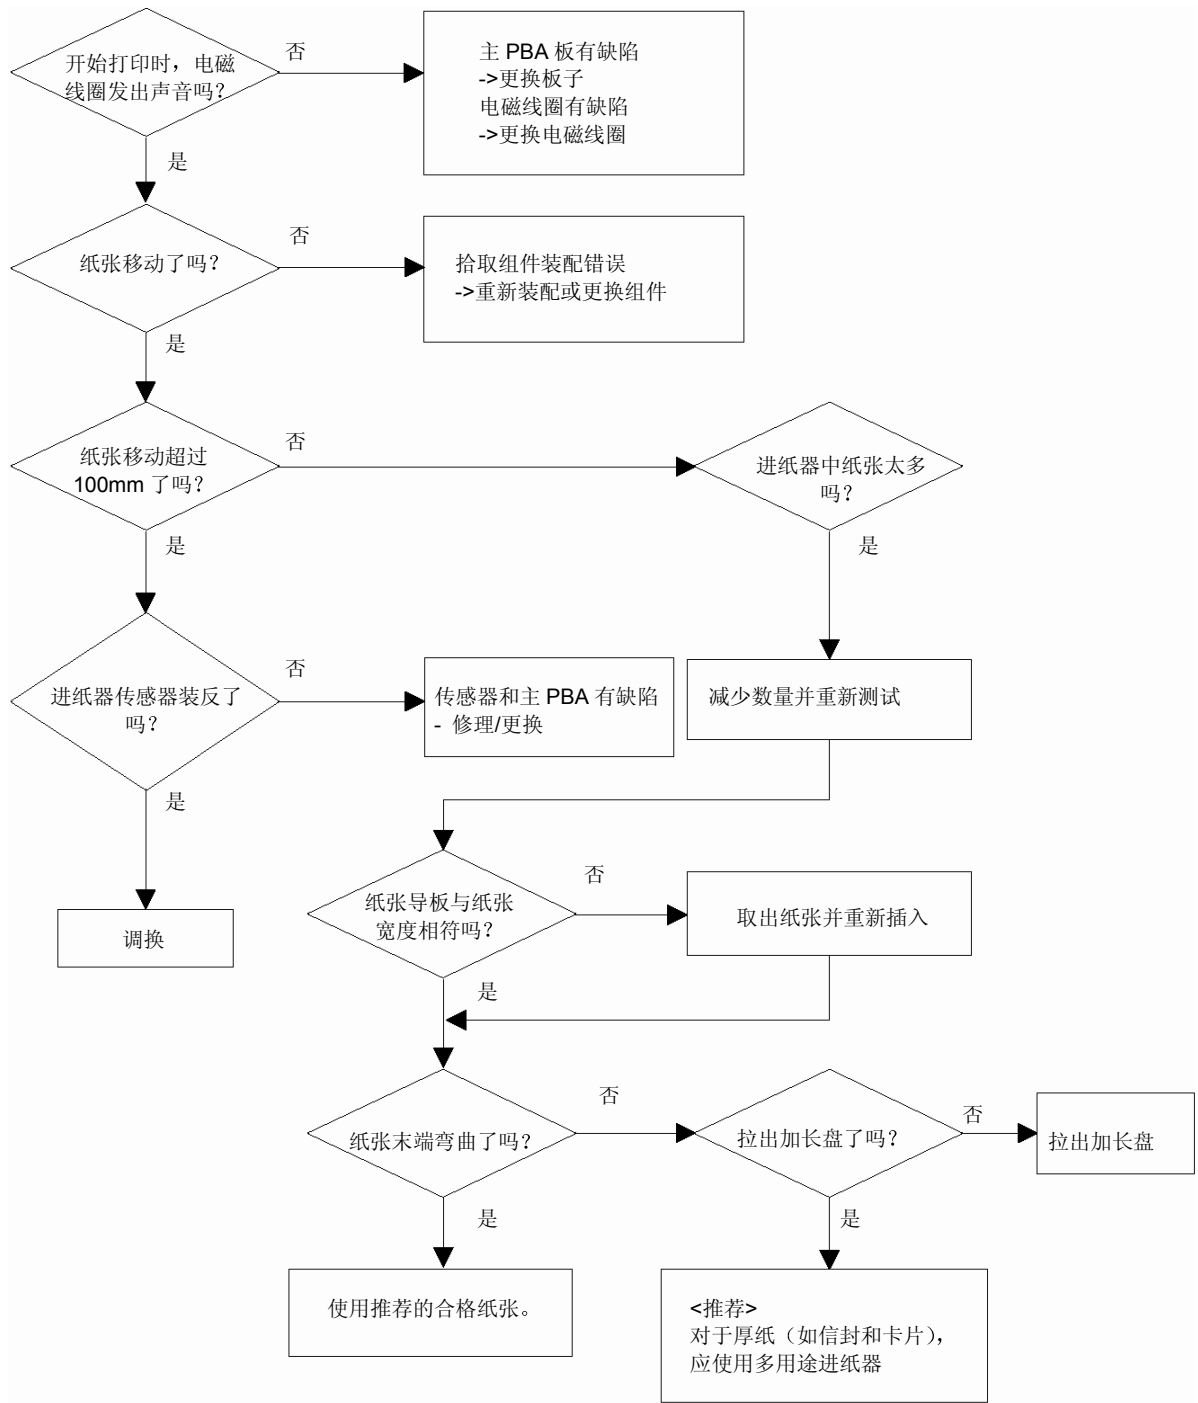 开始打印时，电磁
线圈发出声音吗？
否
主 PBA 板有缺陷
->更换板子
电磁线圈有缺陷
->更换电磁线圈
是
纸张移动了吗？
否
拾取组件装配错误
->重新装配或更换组件
是
纸张移动超过
100mm 了吗？
否
进纸器中纸张太多
吗？
是
是
进纸器传感器装反了
吗？
否
传感器和主 PBA 有缺陷
- 修理/更换
减少数量并重新测试
是
调换
纸张导板与纸张
宽度相符吗？
否
取出纸张并重新插入
是
纸张末端弯曲了吗？
否
拉出加长盘了吗？
否
拉出加长盘
是
是
使用推荐的合格纸张。
<推荐>
对于厚纸（如信封和卡片），
应使用多用途进纸器